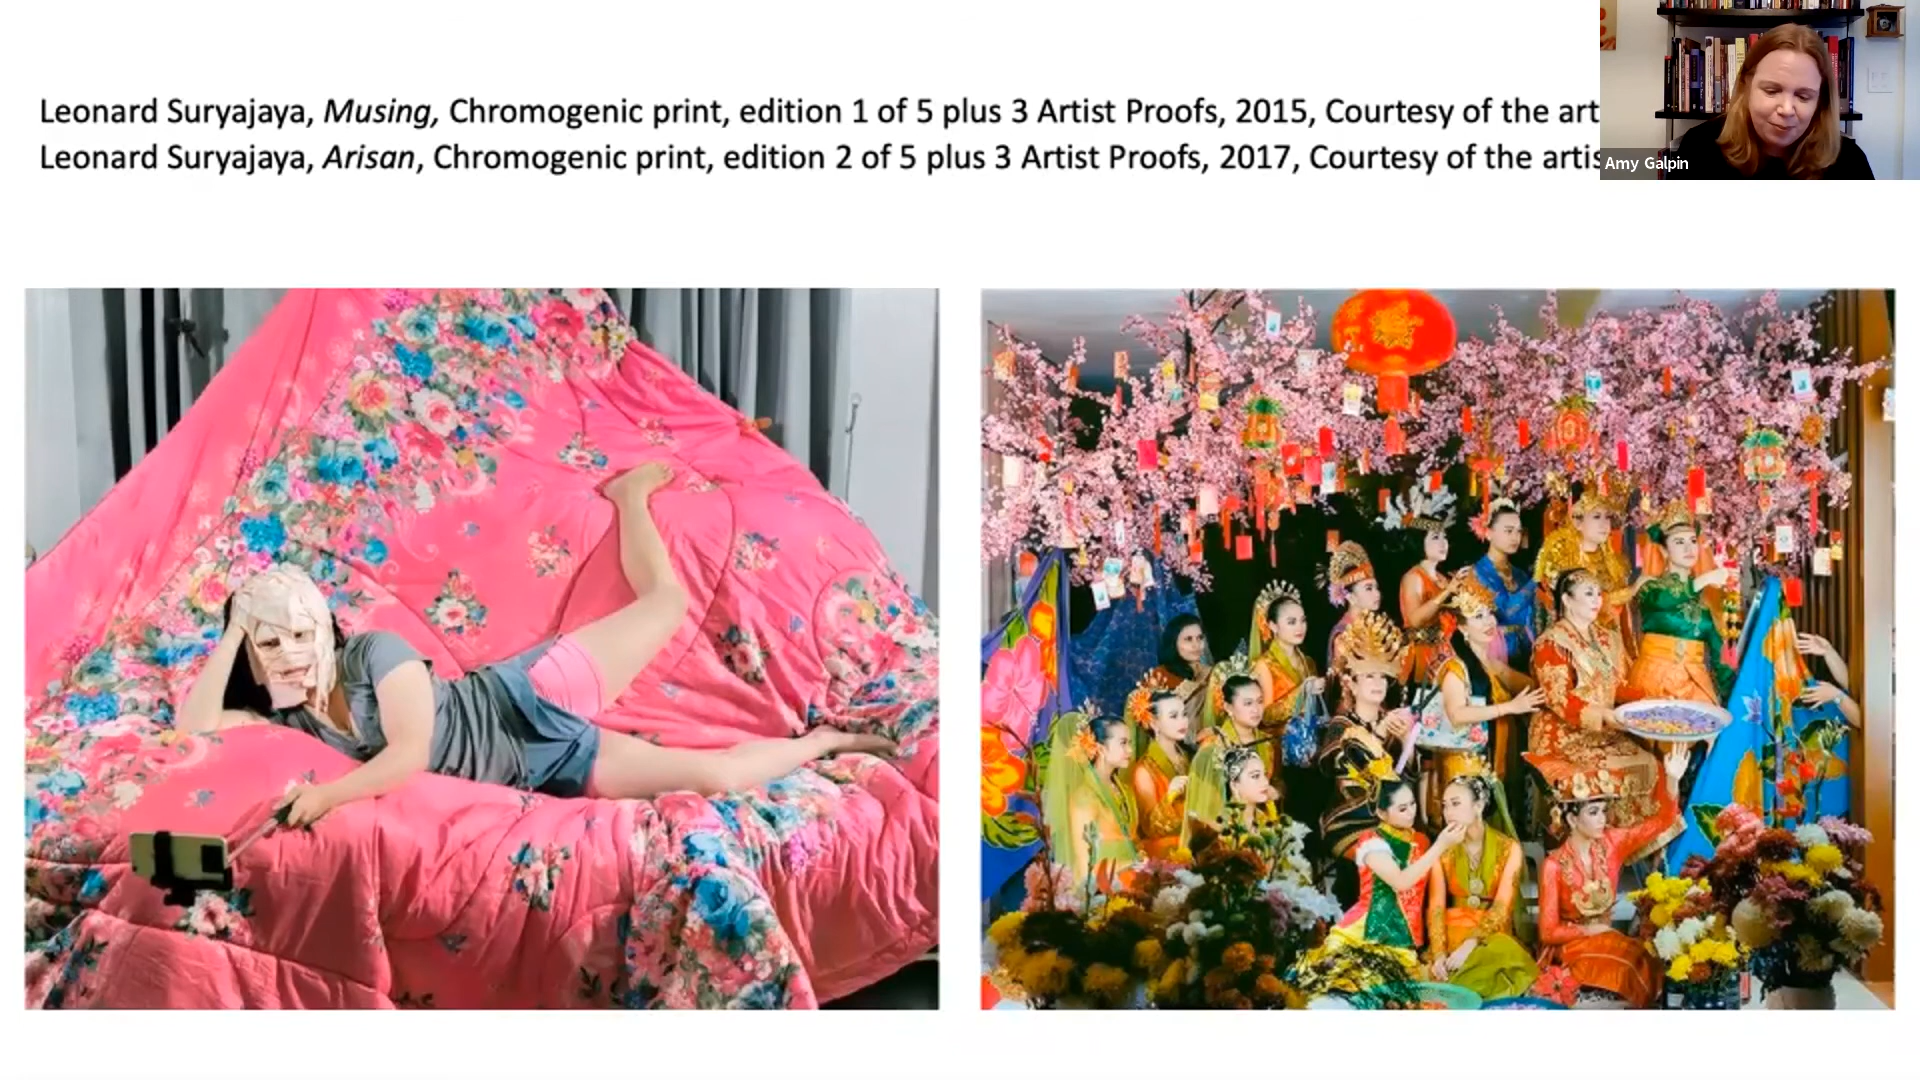 Leonard Suryajaya, Musing, Chromogenic print, edition 1 of 5 plus 3 Artist Proofs, 2015, Courtesy of the art
Leonard Suryajaya, Arisan, Chromogenic print, edition 2 of 5 plus 3 Artist Proofs, 2017, Courtesy of the artis
Amy Galpin